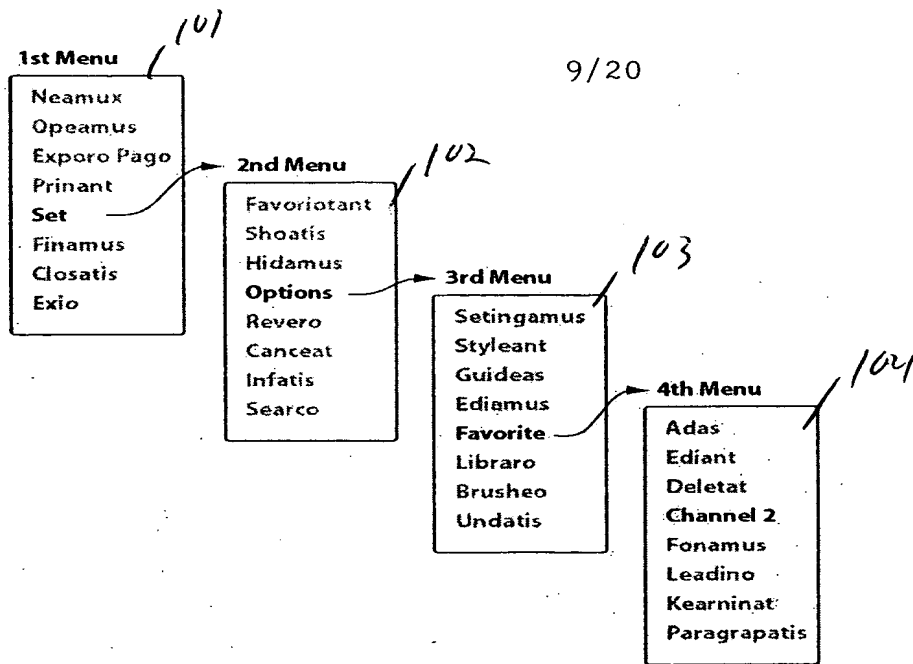 101
1st Menu
9/20
Neamux
Opeamus
Exporo Pago
Prinant
Set
Finamus
Closatis
Exio
102
2nd Menu
Favoriotant
Shoatis
Hidamus
Options
Revero
Canceat
Infatis
Searco
103
3rd Menu
Setingamus
Styleant
Guideas
Ediamus
Favorite
Libraro
Brusheo
Undatis
104
4th Menu
Adas
Ediant
Deletat
Channel 2
Fonamus
Leadino
Kearninat
Paragrapatis